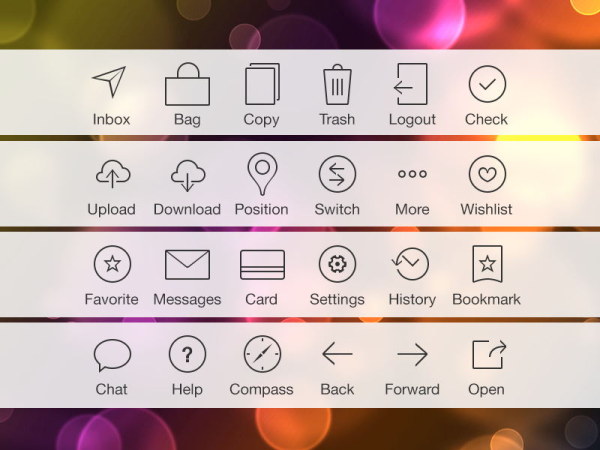 Inbox Bag Copy Trash Logout Check
Upload Download Position Switch More Wishlist
Favorite Messages Card Settings History Bookmark
?
Chat Help Compass Back Forward Open